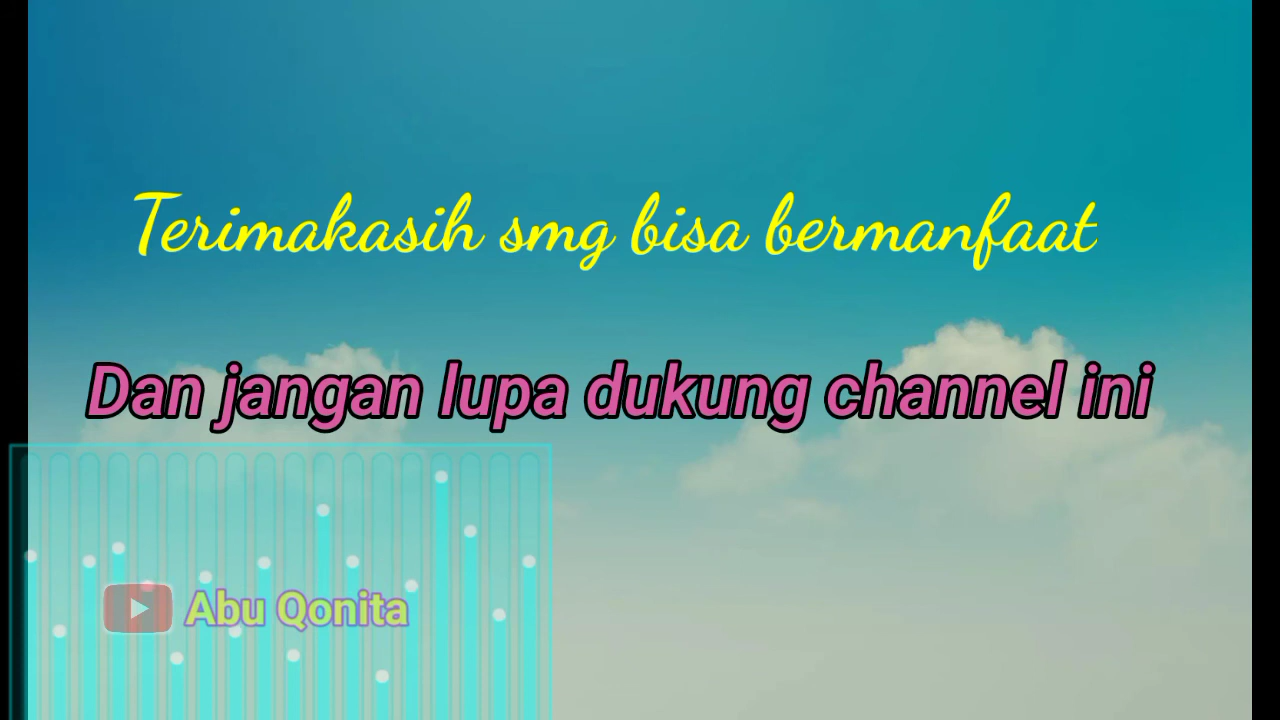 Terimakasih smg bisa bermanfaat
Dan jangan lupa dukung channel ini
Abu Qonita